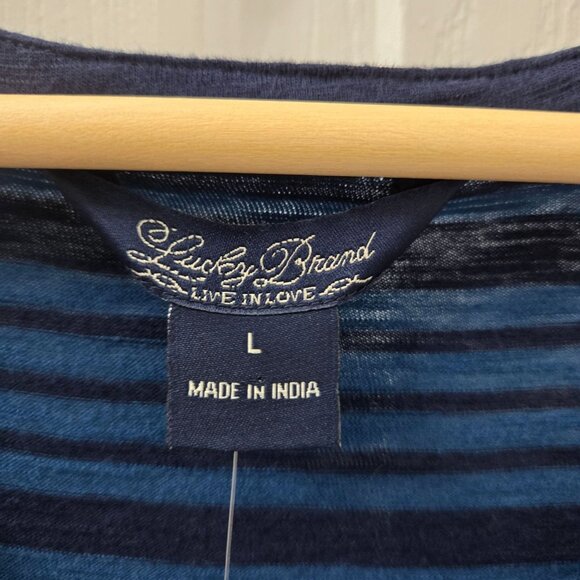 Lucky Brand
LIVE IN LOVE
L
MADE IN INDIA